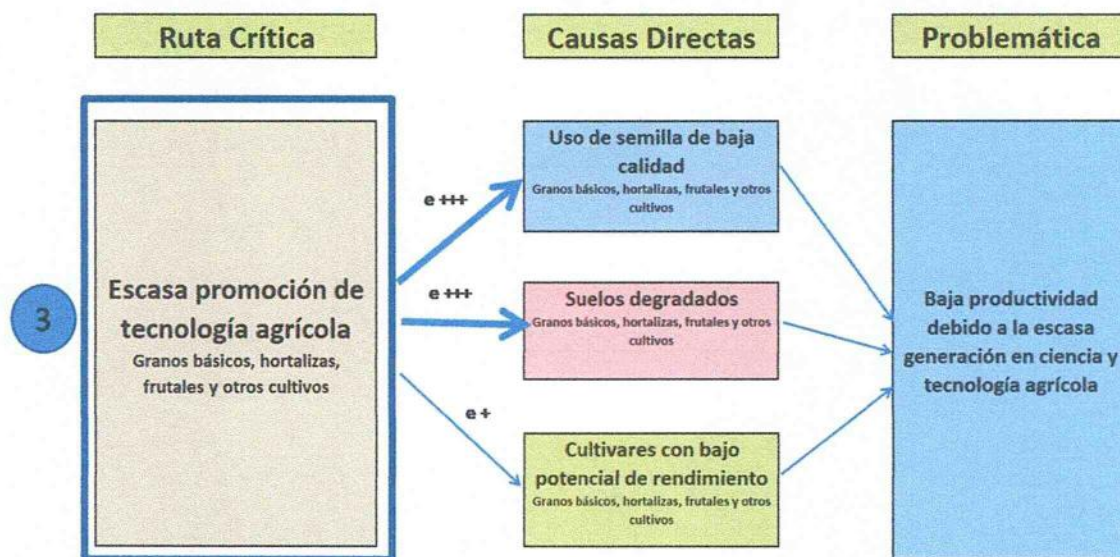 Ruta Crítica
Causas Directas
Problemática
3
Escasa promoción de
tecnología agrícola
Granos básicos, hortalizas,
frutales y otros cultivos
e +++
e +++
e +
Uso de semilla de baja
calidad
Granos básicos, hortalizas, frutales y otros
cultivos
Suelos degradados
Granos básicos, hortalizas, frutales y otros
cultivos
Cultivares con bajo
potencial de rendimiento
Granos básicos, hortalizas, frutales y otros
cultivos
Baja productividad
debido a la escasa
generación en ciencia y
tecnología agrícola